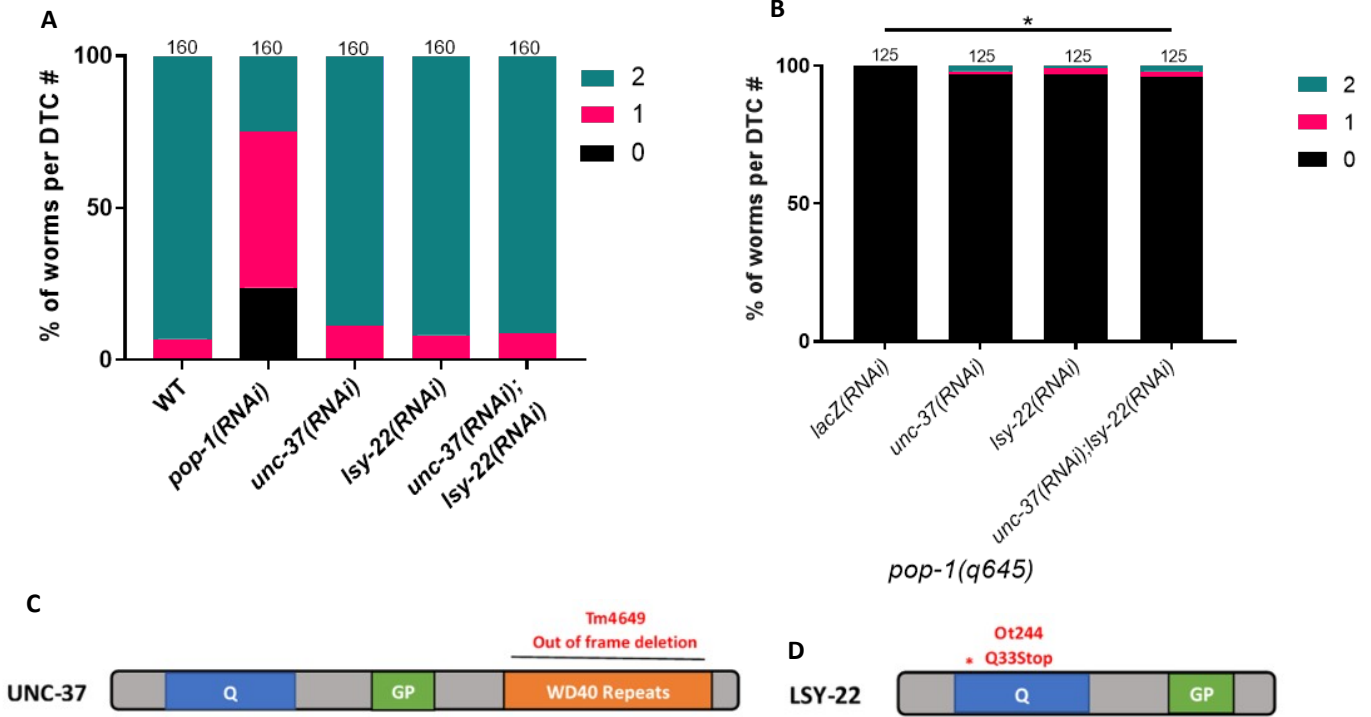 A
% of worms per DTC #
100
50
0
160
160
160
160
160
2
1
0
WT
pop-1(RNAi)
unc-37(RNAi)
lsy-22(RNAi)
unc-37(RNAi);
lsy-22(RNAi)
B
*
% of worms per DTC #
100
50
0
125
125
125
125
2
1
0
lacZ(RNAi)
unc-37(RNAi)
lsy-22(RNAi)
unc-37(RNAi);lsy-22(RNAi)
pop-1(q645)
C
Tm4649
Out of frame deletion
UNC-37
Q
GP
WD40 Repeats
D
Ot244
* Q33Stop
LSY-22
Q
GP